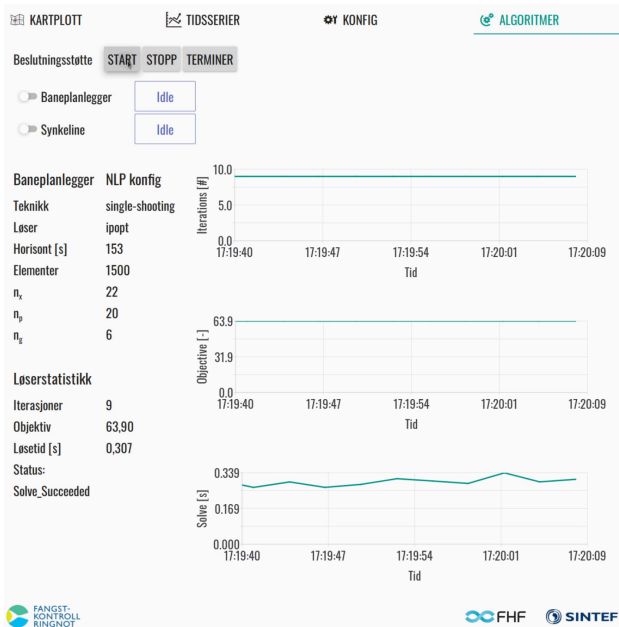 KARTPLOTT TIDSSERIER KONFIG ALGORITMER
Beslutningsstøtte START STOPP TERMINER
Baneplanlegger Idle
Synkeline Idle
Baneplanlegger NLP konfig
Teknikk single-shooting
Løser ipopt
Horisont [s] 153
Elementer 1500
nx 22
np 20
ng 6
Løserstatistikk
Iterasjoner 9
Objektiv 63,90
Løsetid [s] 0,307
Status:
Solve_Succeeded
Iterations [#]
10.0
5.0
0.0
17:19:40 17:19:47 17:19:54 17:20:01 17:20:09
Tid
Objective [-]
63.9
31.9
0.0
17:19:40 17:19:47 17:19:54 17:20:01 17:20:09
Tid
Solve [s]
0.339
0.169
0.000
17:19:40 17:19:47 17:19:54 17:20:01 17:20:09
Tid
FANGST-
KONTROLL
RINGNOT
FHF SINTEF